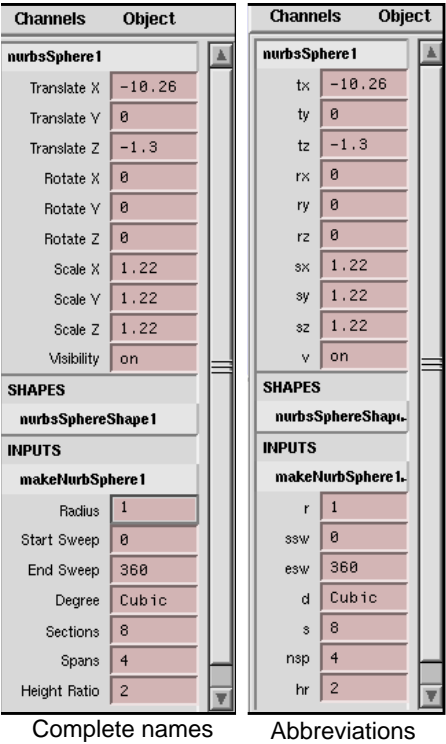 Channels Object
nurbsSphere1
Translate X -10.26
Translate Y 0
Translate Z -1.3
Rotate X 0
Rotate Y 0
Rotate Z 0
Scale X 1.22
Scale Y 1.22
Scale Z 1.22
Visibility on
SHAPES
nurbsSphereShape1
INPUTS
makeNurbSphere1
Radius 1
Start Sweep 0
End Sweep 360
Degree Cubic
Sections 8
Spans 4
Height Ratio 2
Complete names
Channels Object
nurbsSphere1
tx -10.26
ty 0
tz -1.3
rx 0
ry 0
rz 0
sx 1.22
sy 1.22
sz 1.22
v on
SHAPES
nurbsSphereShap
INPUTS
makeNurbSphere1
r 1
ssw 0
esw 360
d Cubic
s 8
nsp 4
hr 2
Abbreviations